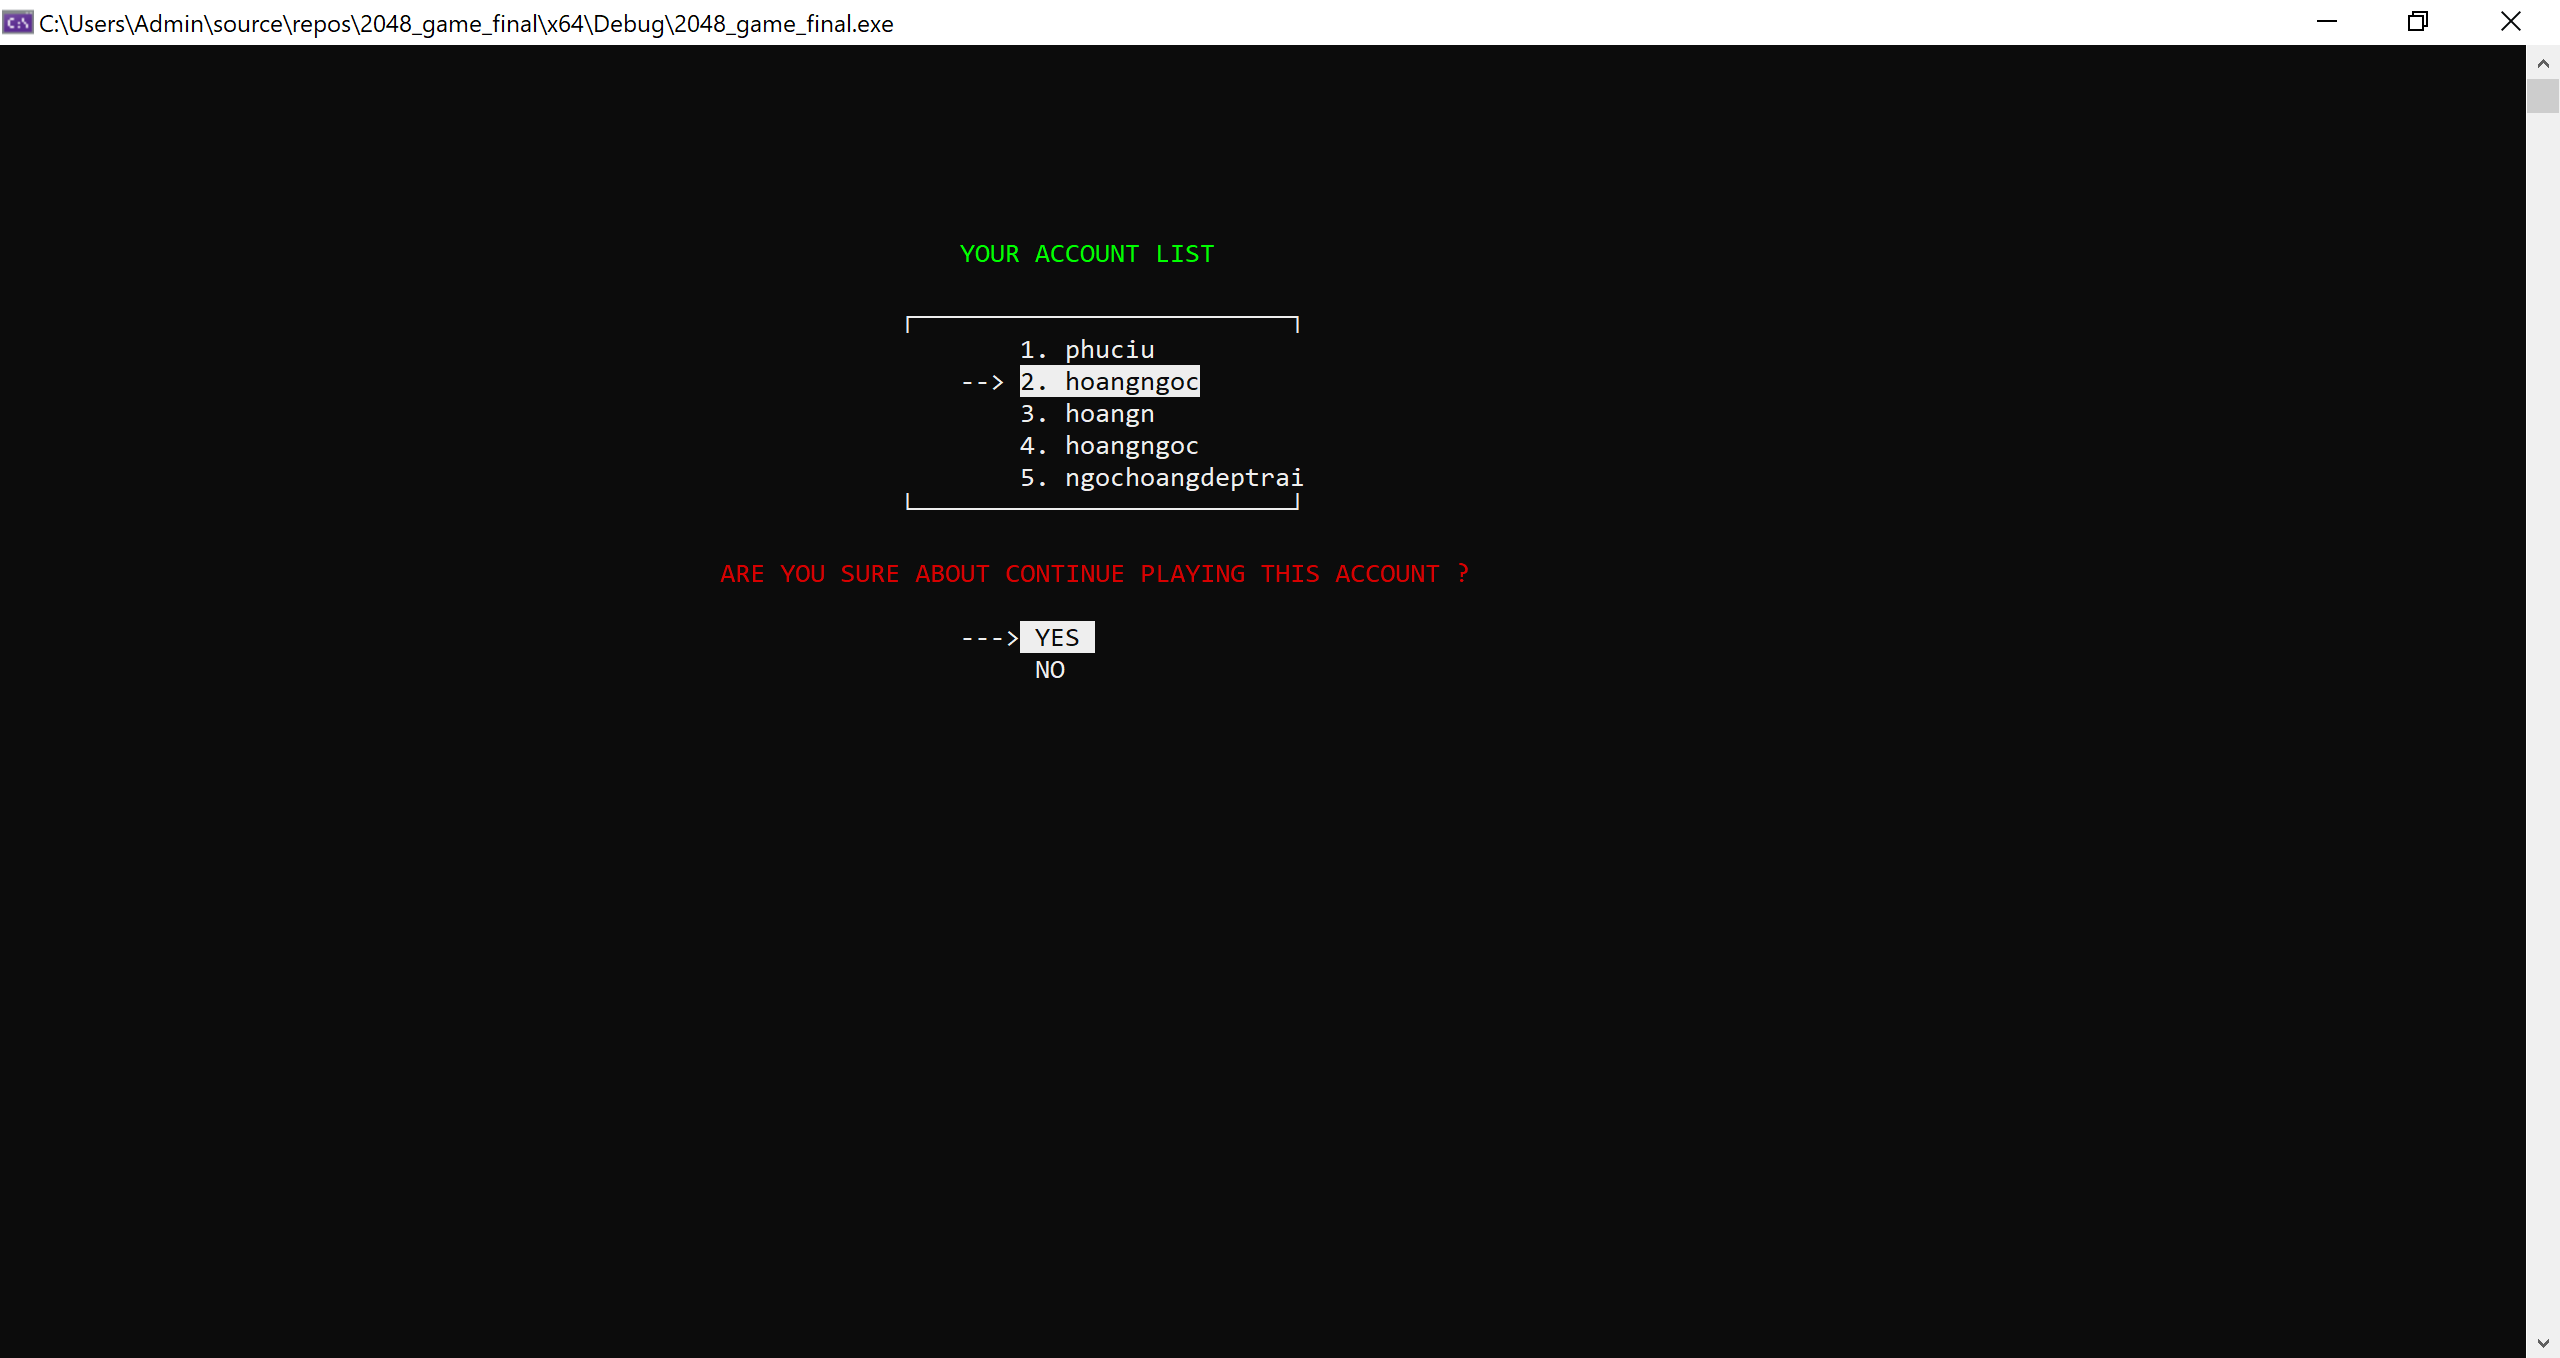 C:\Users\Admin\source\repos\2048_game_final\x64\Debug\2048_game_final.exe
YOUR ACCOUNT LIST
1. phuciu
--> 2. hoangngoc
3. hoangn
4. hoangngoc
5. ngochoangdeptrai
ARE YOU SURE ABOUT CONTINUE PLAYING THIS ACCOUNT ?
---> YES
NO